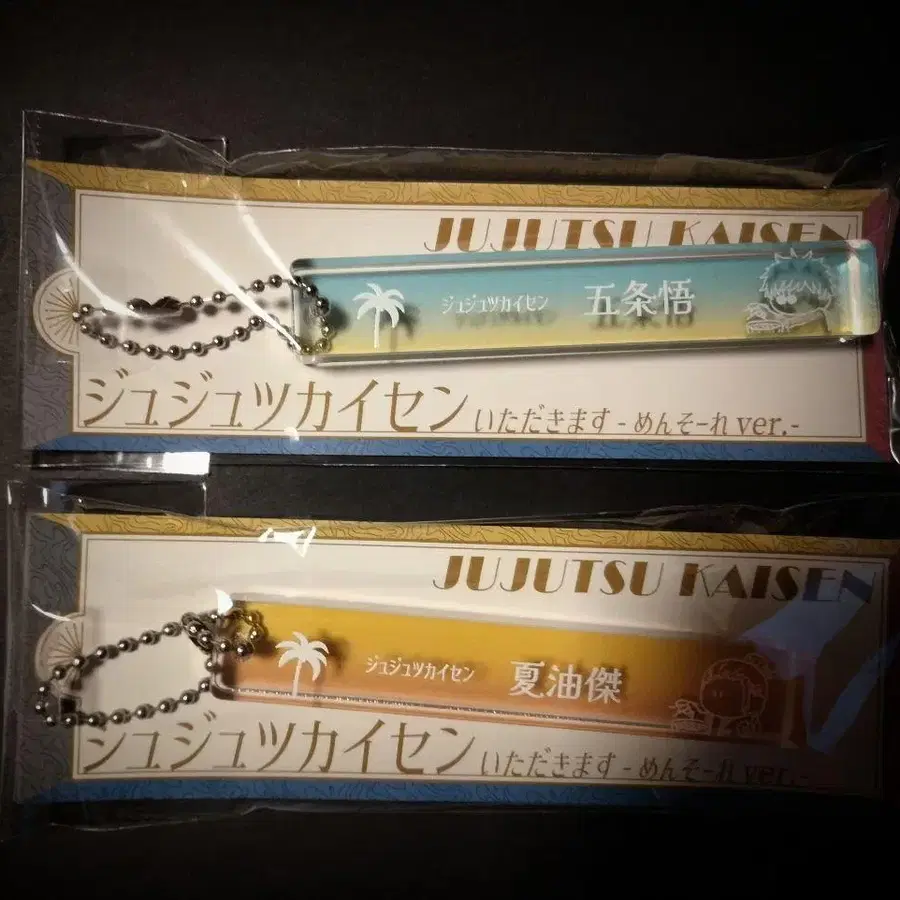 JUJUTSU KAISEN
ジュジュツカイセン 五条悟
ジュジュツカイセン いただきます -めんそーれ ver.-
JUJUTSU KAISEN
ジュジュツカイセン 夏油傑
ジュジュツカイセン いただきます -めんそーれ ver.-